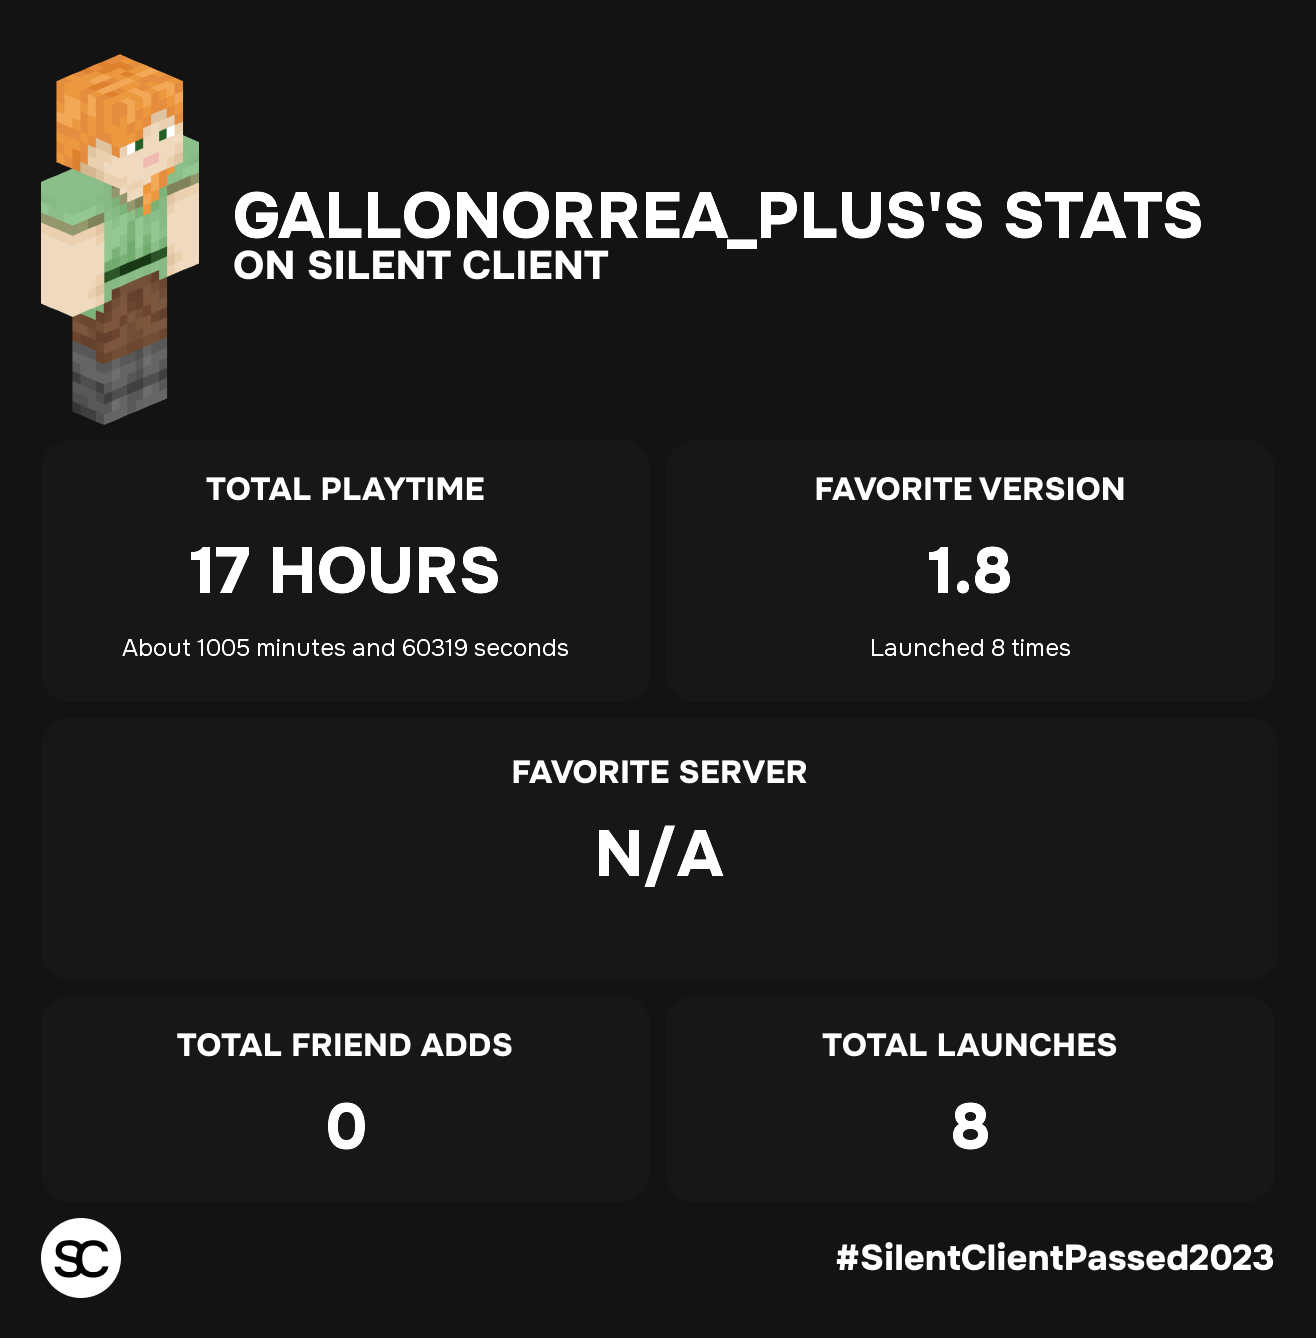 GALLONORREA_PLUS'S STATS
ON SILENT CLIENT
TOTAL PLAYTIME
17 HOURS
About 1005 minutes and 60319 seconds
FAVORITE VERSION
1.8
Launched 8 times
FAVORITE SERVER
N/A
TOTAL FRIEND ADDS
0
TOTAL LAUNCHES
8
SC
#SilentClientPassed2023